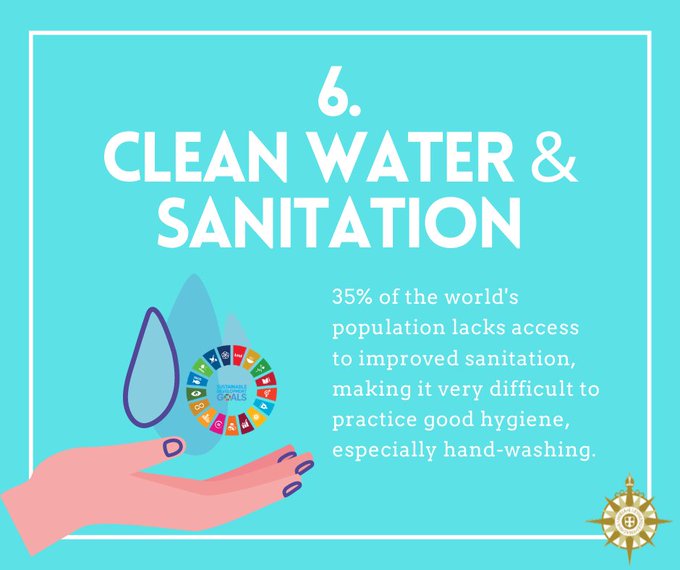 6.
CLEAN WATER &
SANITATION
35% of the world's
population lacks access
to improved sanitation,
making it very difficult to
practice good hygiene,
especially hand-washing.
SUSTAINABLE
DEVELOPMENT
GOALS